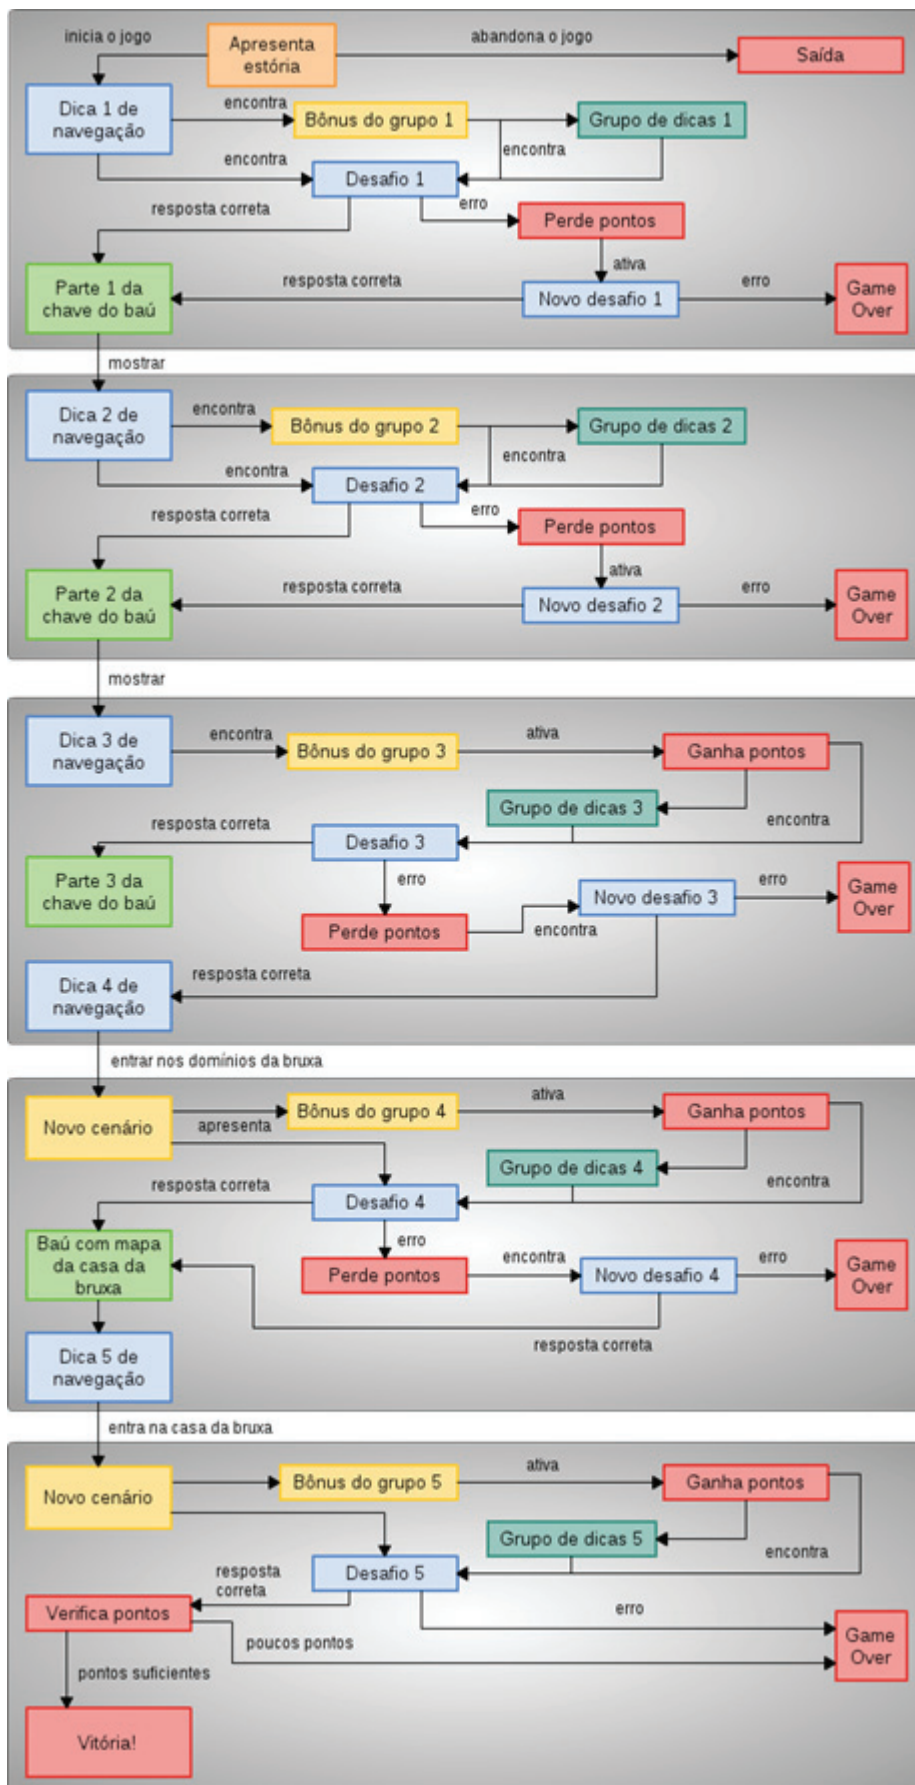 inicia o jogo
Apresenta
estória
abandona o jogo
Saída
Dica 1 de
navegação
encontra
Bônus do grupo 1
Grupo de dicas 1
encontra
encontra
Desafio 1
resposta correta
erro
Perde pontos
ativa
Parte 1 da
chave do baú
resposta correta
Novo desafio 1
erro
Game
Over
mostrar
Dica 2 de
navegação
encontra
Bônus do grupo 2
Grupo de dicas 2
encontra
encontra
Desafio 2
resposta correta
erro
Perde pontos
ativa
Parte 2 da
chave do baú
resposta correta
Novo desafio 2
erro
Game
Over
mostrar
Dica 3 de
navegação
encontra
Bônus do grupo 3
ativa
Ganha pontos
Grupo de dicas 3
encontra
resposta correta
Desafio 3
Parte 3 da
chave do baú
erro
Novo desafio 3
erro
Game
Over
Perde pontos
encontra
Dica 4 de
navegação
resposta correta
entrar nos domínios da bruxa
Novo cenário
apresenta
Bônus do grupo 4
ativa
Ganha pontos
Grupo de dicas 4
encontra
resposta correta
Desafio 4
Baú com mapa
da casa da
bruxa
erro
Perde pontos
encontra
Novo desafio 4
erro
Game
Over
resposta correta
Dica 5 de
navegação
entra na casa da bruxa
Novo cenário
Bônus do grupo 5
ativa
Ganha pontos
Grupo de dicas 5
encontra
resposta
correta
Desafio 5
Verifica pontos
erro
poucos pontos
Game
Over
pontos suficientes
Vitória!